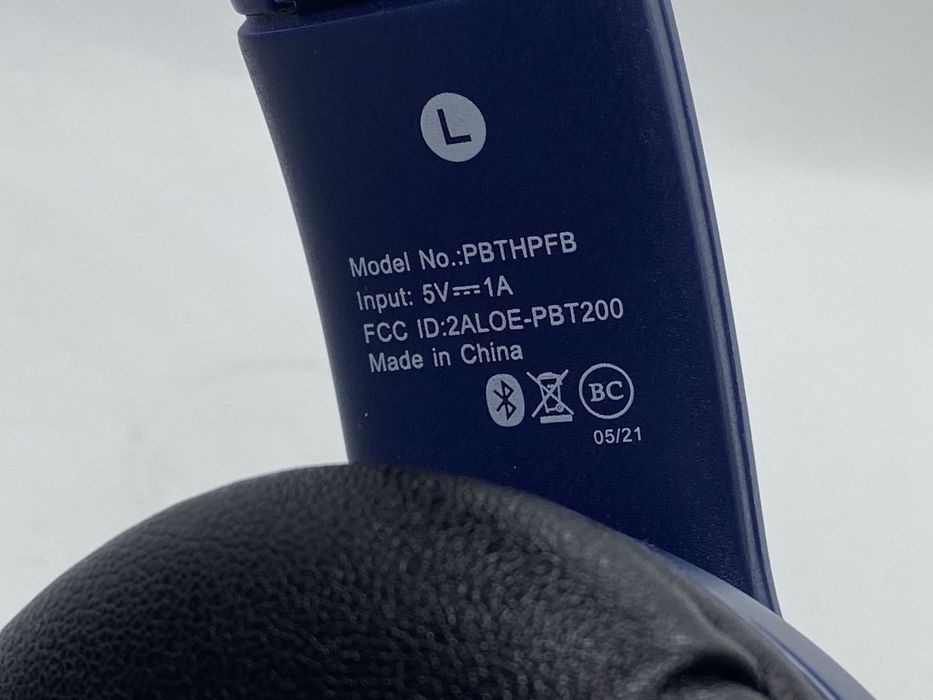 L
Model No.:PBTHPFB
Input: 5V⎓1A
FCC ID:2ALOE-PBT200
Made in China
BC
05/21